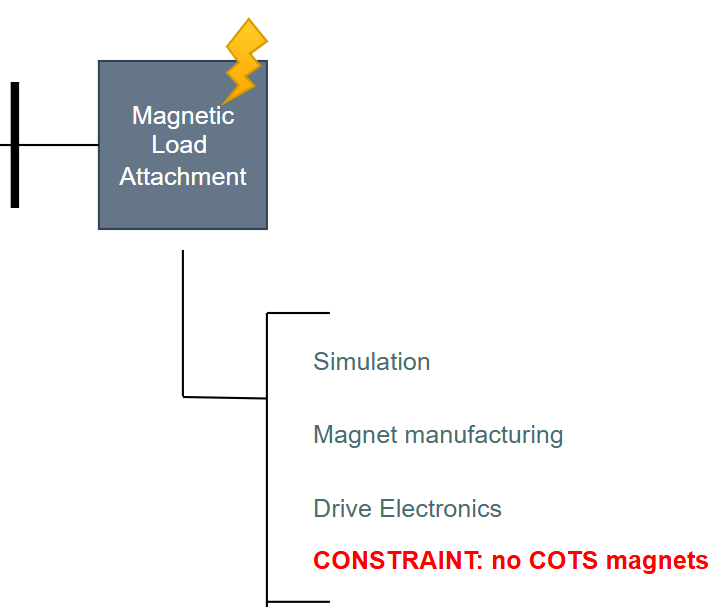 Magnetic
Load
Attachment
Simulation
Magnet manufacturing
Drive Electronics
CONSTRAINT: no COTS magnets